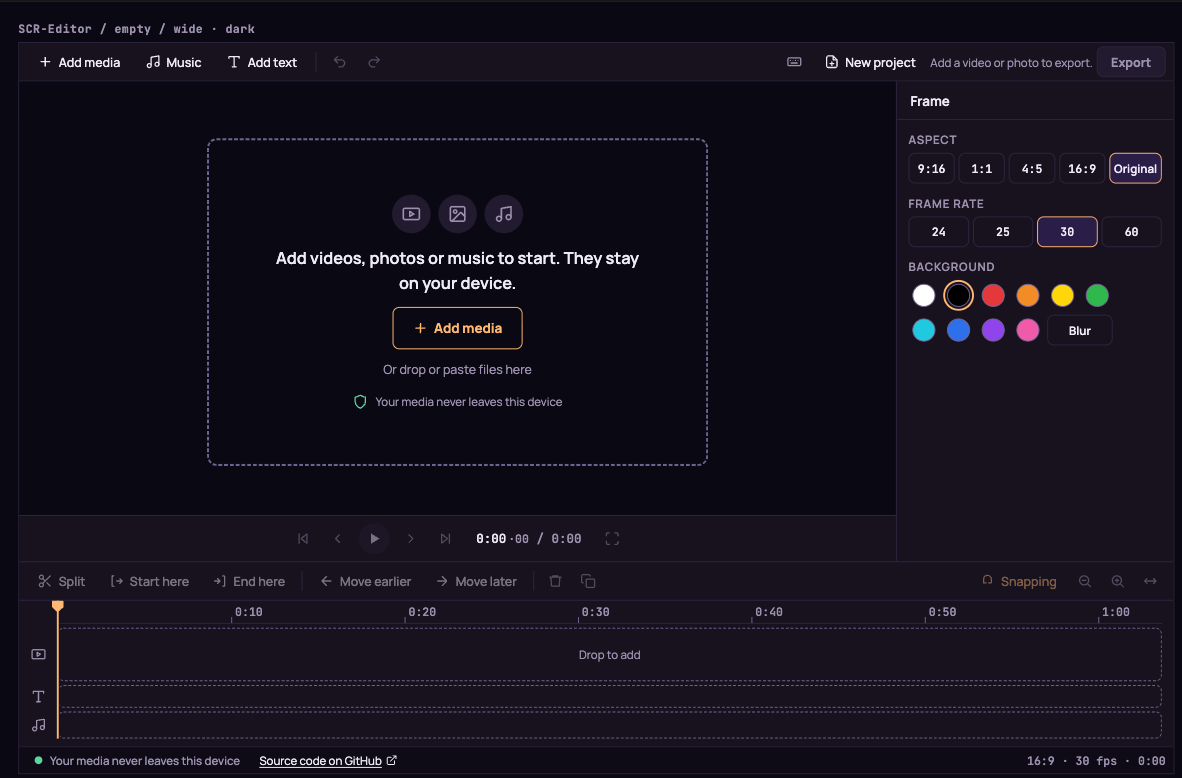 SCR-Editor / empty / wide · dark
Add media Music Add text New project Add a video or photo to export. Export
Frame
ASPECT
9:16 1:1 4:5 16:9 Original
FRAME RATE
24 25 30 60
BACKGROUND
Blur
Add videos, photos or music to start. They stay
on your device.
+ Add media
Or drop or paste files here
Your media never leaves this device
0:00·00 / 0:00
Split Start here End here Move earlier Move later Snapping
0:10 0:20 0:30 0:40 0:50 1:00
Drop to add
Your media never leaves this device Source code on GitHub 16:9 · 30 fps · 0:00